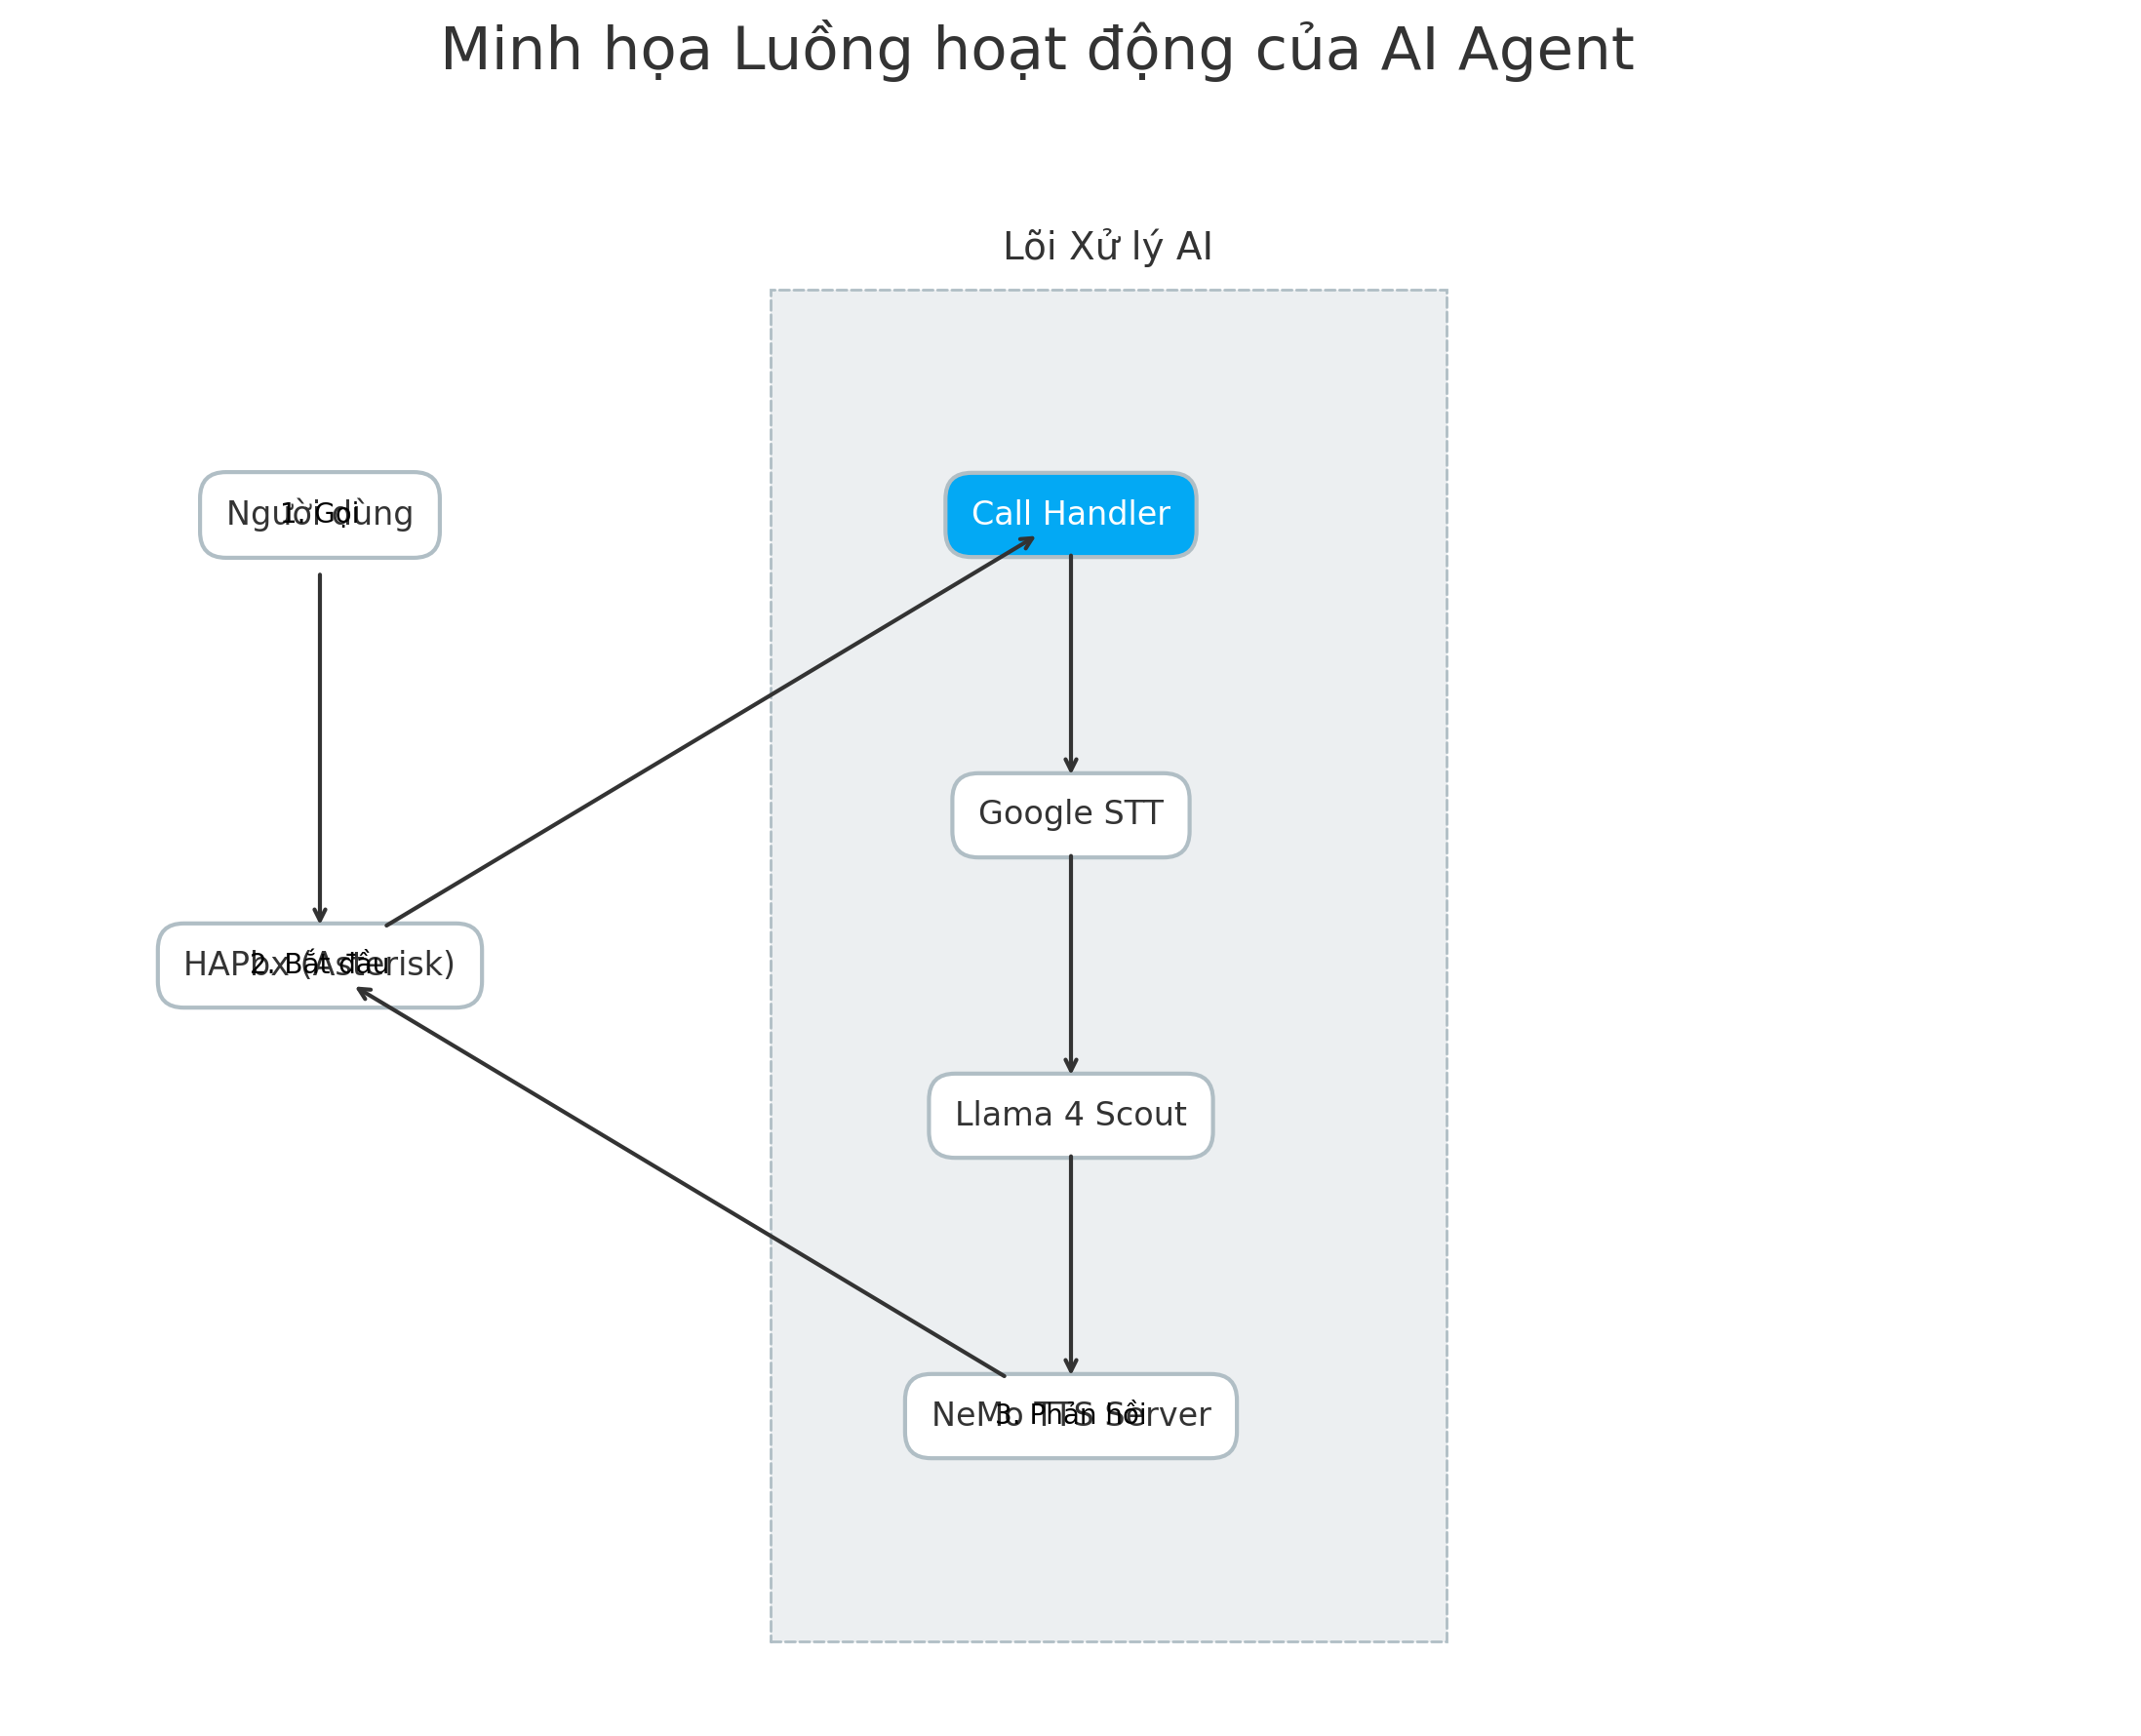 Minh họa Luồng hoạt động của AI Agent
Lõi Xử lý AI
Người dùng
1. Gọi
Call Handler
Google STT
HAPbx (Asterisk)
2. Bắt đầu
Llama 4 Scout
NeMo TTS Server
3. Phản hồi